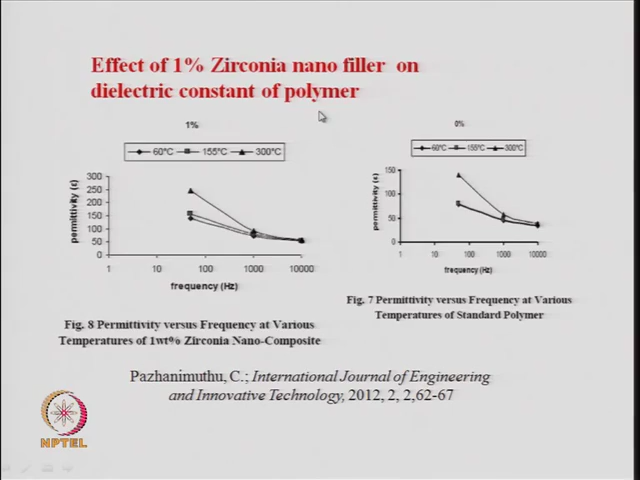 Effect of 1% Zirconia nano filler on
dielectric constant of polymer
1%
60°C 155°C 300°C
permittivity (ε)
300
250
200
150
100
50
0
1 10 100 1000 10000
frequency (Hz)
Fig. 8 Permittivity versus Frequency at Various
Temperatures of 1wt% Zirconia Nano-Composite
0%
60°C 155°C 300°C
permittivity (ε)
150
100
50
0
1 10 100 1000 10000
frequency (Hz)
Fig. 7 Permittivity versus Frequency at Various
Temperatures of Standard Polymer
Pazhanimuthu, C.; International Journal of Engineering
and Innovative Technology, 2012, 2, 2,62-67
NPTEL